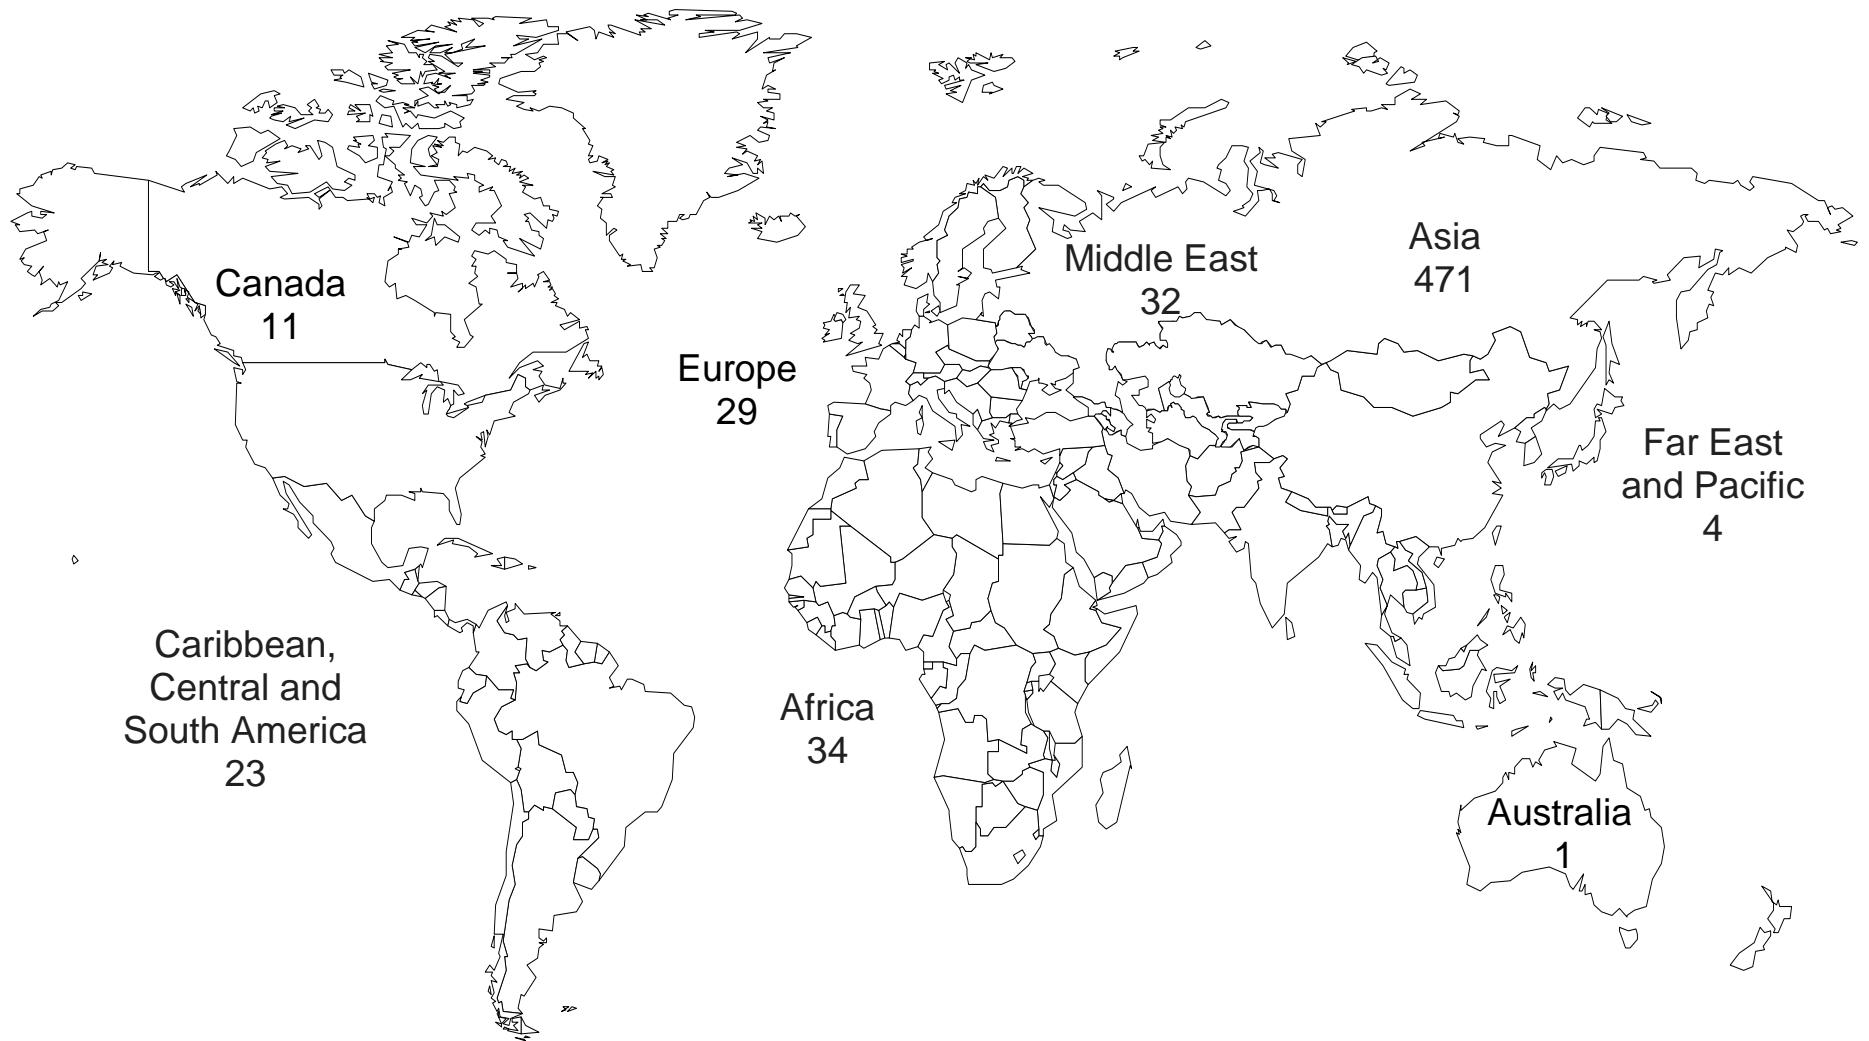 Asia
471
Middle East
32
Canada
11
Europe
29
Far East
and Pacific
4
Caribbean,
Central and
South America
23
Africa
34
Australia
1